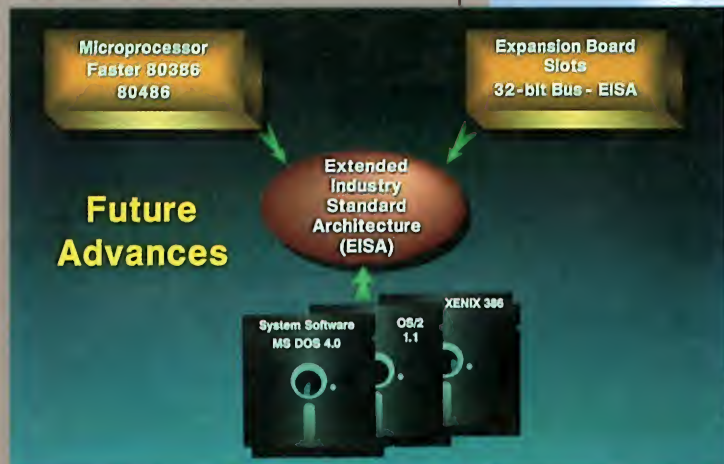 Microprocessor
Faster 80386
80486
Expansion Board
Slots
32-bit Bus - EISA
Extended
Industry
Standard
Architecture
(EISA)
Future
Advances
System Software
MS DOS 4.0
OS/2
1.1
XENIX 386